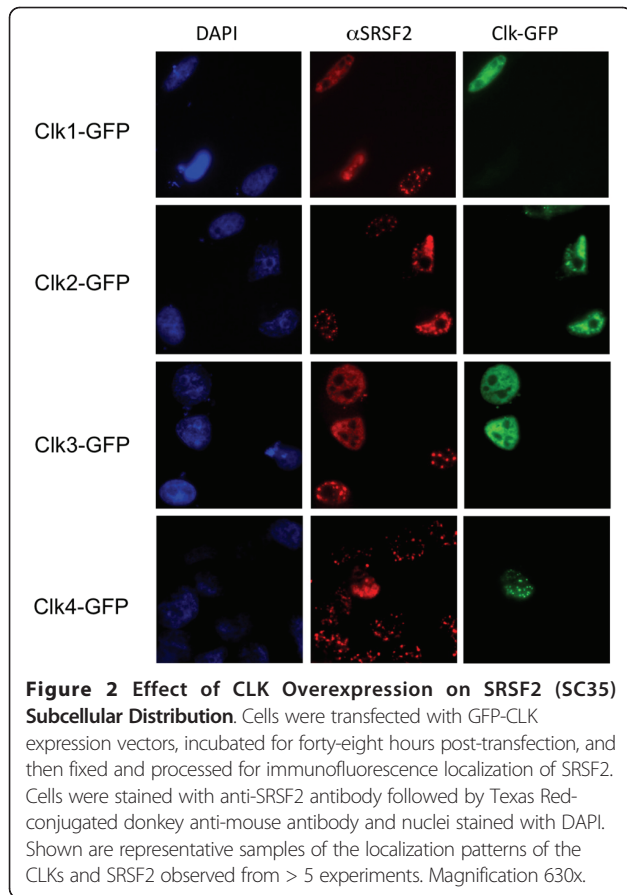 DAPI αSRSF2 Clk-GFP
Clk1-GFP
Clk2-GFP
Clk3-GFP
Clk4-GFP
Figure 2 Effect of CLK Overexpression on SRSF2 (SC35)
Subcellular Distribution. Cells were transfected with GFP-CLK
expression vectors, incubated for forty-eight hours post-transfection, and
then fixed and processed for immunofluorescence localization of SRSF2.
Cells were stained with anti-SRSF2 antibody followed by Texas Red-
conjugated donkey anti-mouse antibody and nuclei stained with DAPI.
Shown are representative samples of the localization patterns of the
CLKs and SRSF2 observed from > 5 experiments. Magnification 630x.